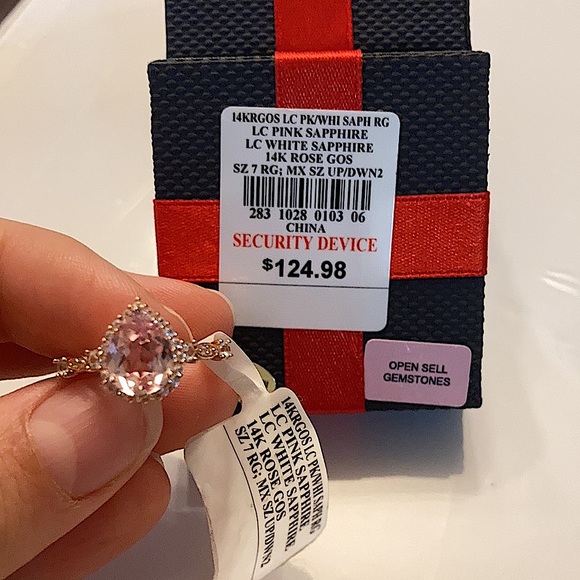 14KRGOS LC PK/WHI SAPH RG
LC PINK SAPPHIRE
LC WHITE SAPPHIRE
14K ROSE GOS
SZ 7 RG; MX SZ UP/DWN2
283 1028 0103 06
CHINA
SECURITY DEVICE
$124.98
OPEN SELL
GEMSTONES
14KRGOS LC PK/WHI SAPH RG
LC PINK SAPPHIRE
LC WHITE SAPPHIRE
14K ROSE GOS
SZ 7 RG; MX SZ UP/DWN2